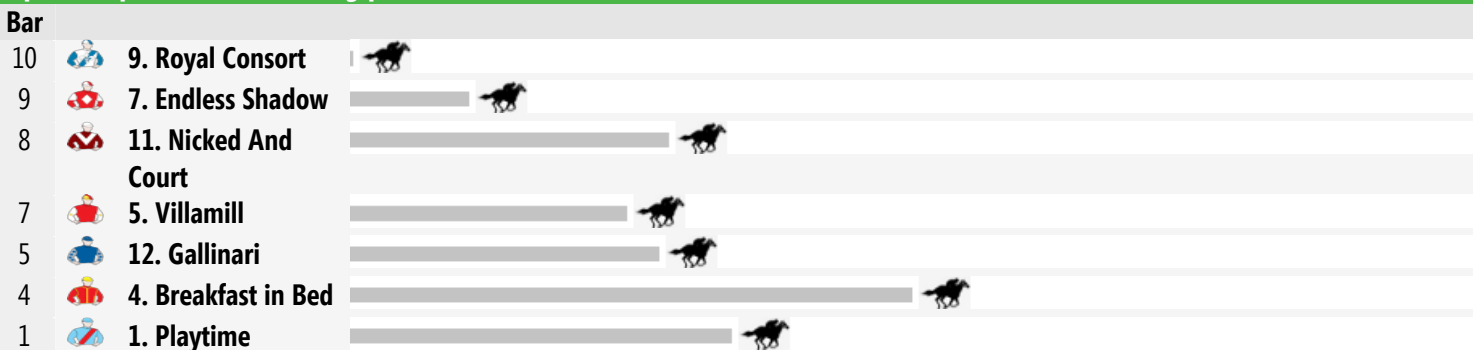 Bar
10 9. Royal Consort
9 7. Endless Shadow
8 11. Nicked And
Court
7 5. Villamill
5 12. Gallinari
4 4. Breakfast in Bed
1 1. Playtime